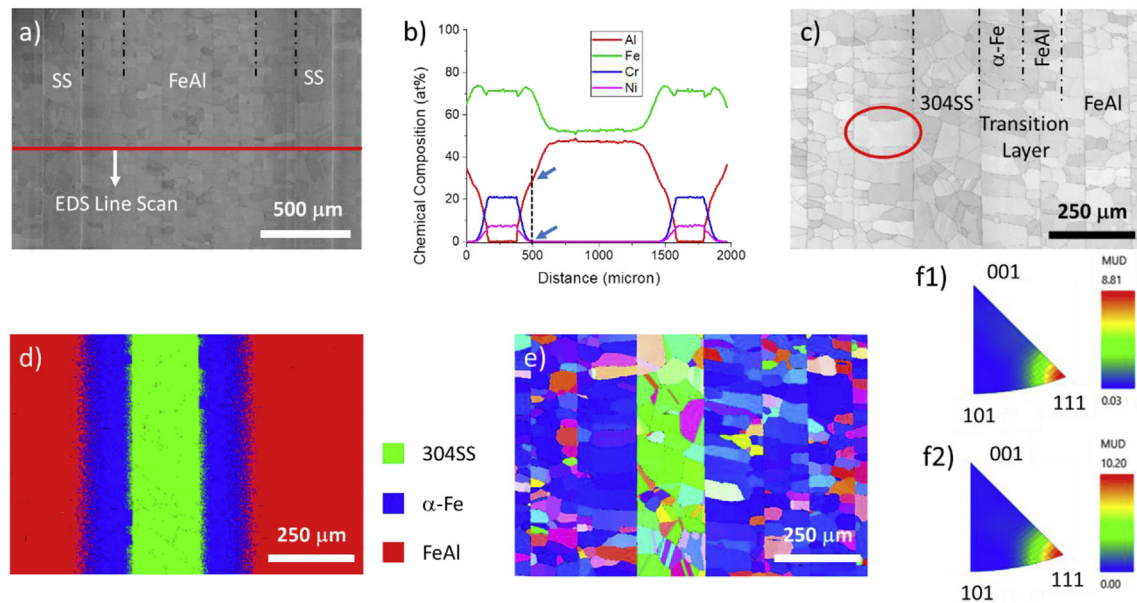 a)
SS
FeAl
SS
EDS Line Scan
500 μm
b)
Chemical Composition (at%)
100
80
60
40
20
0
Al
Fe
Cr
Ni
0
500
1000
1500
2000
Distance (micron)
c)
α-Fe
FeAl
304SS
FeAl
Transition
Layer
250 μm
d)
250 μm
304SS
α-Fe
FeAl
e)
250 μm
f1)
001
101
111
MUD
8.81
0.03
f2)
001
101
111
MUD
10.20
0.00